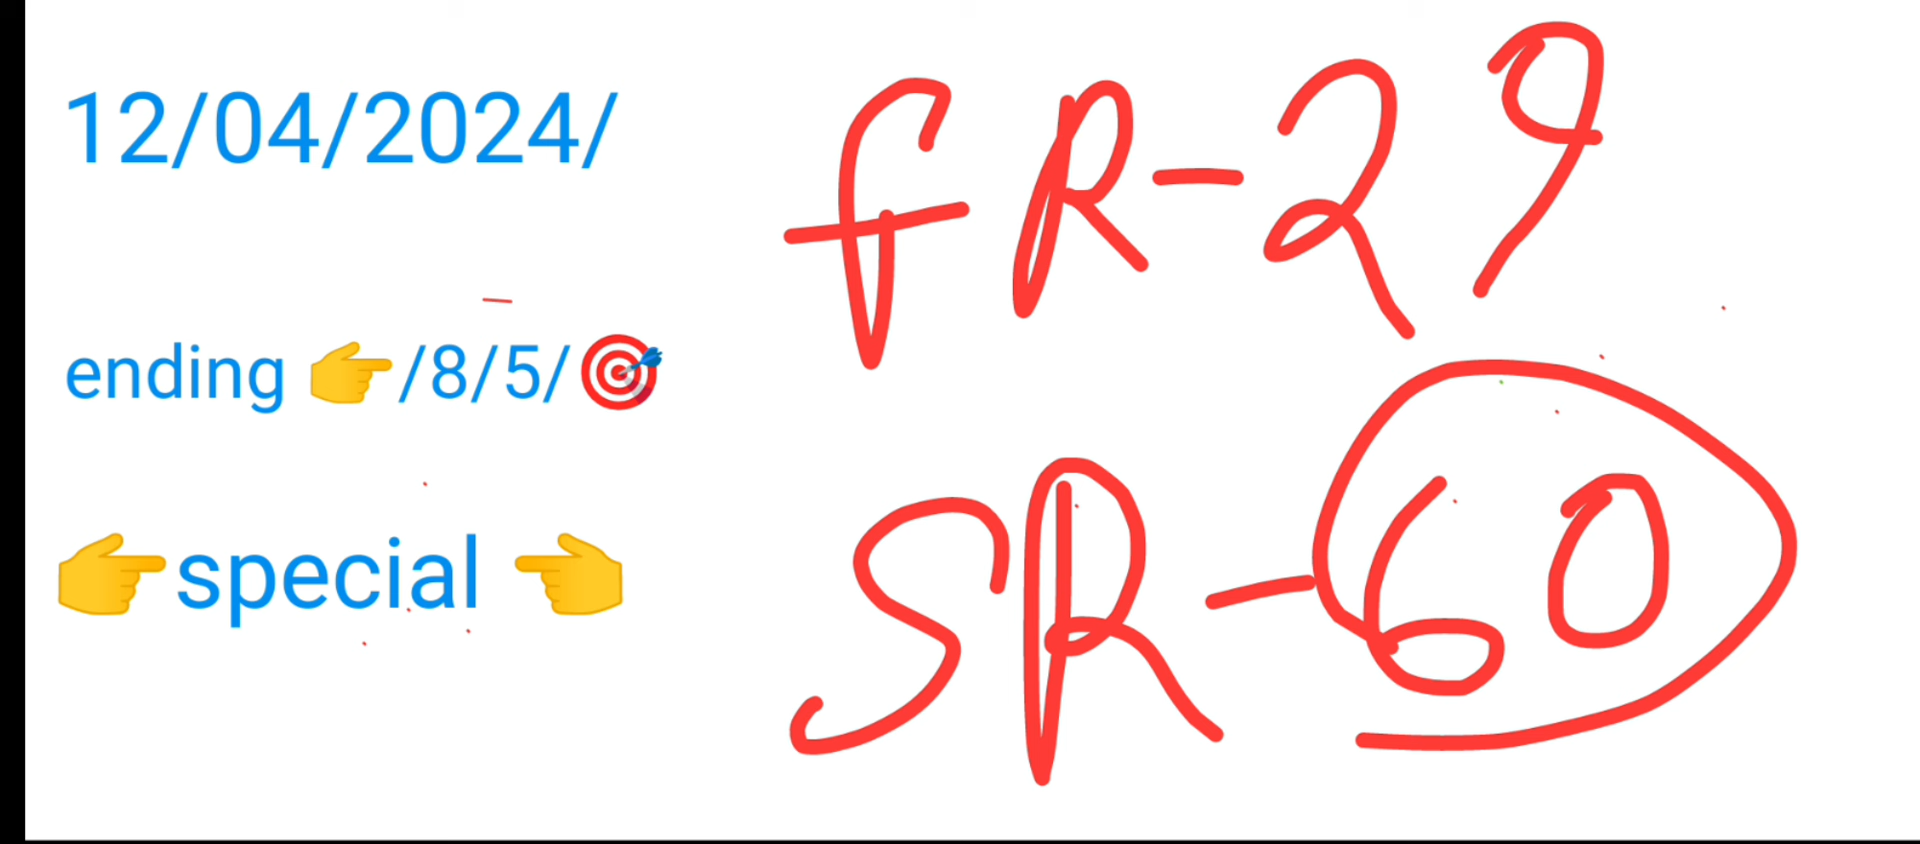 12/04/2024/
fR-29
ending 👉/8/5/🎯
SR-60
👉special 👈